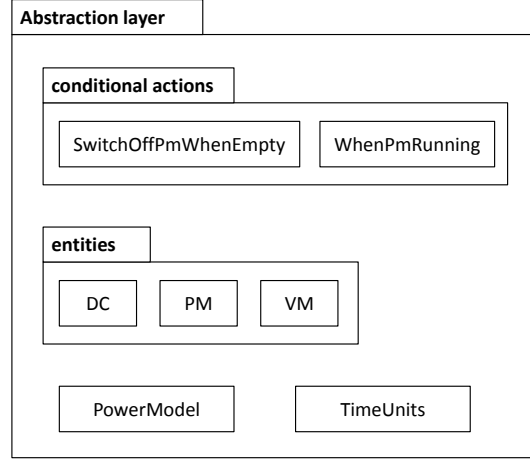 Abstraction layer
conditional actions
SwitchOffPmWhenEmpty WhenPmRunning
entities
DC PM VM
PowerModel TimeUnits